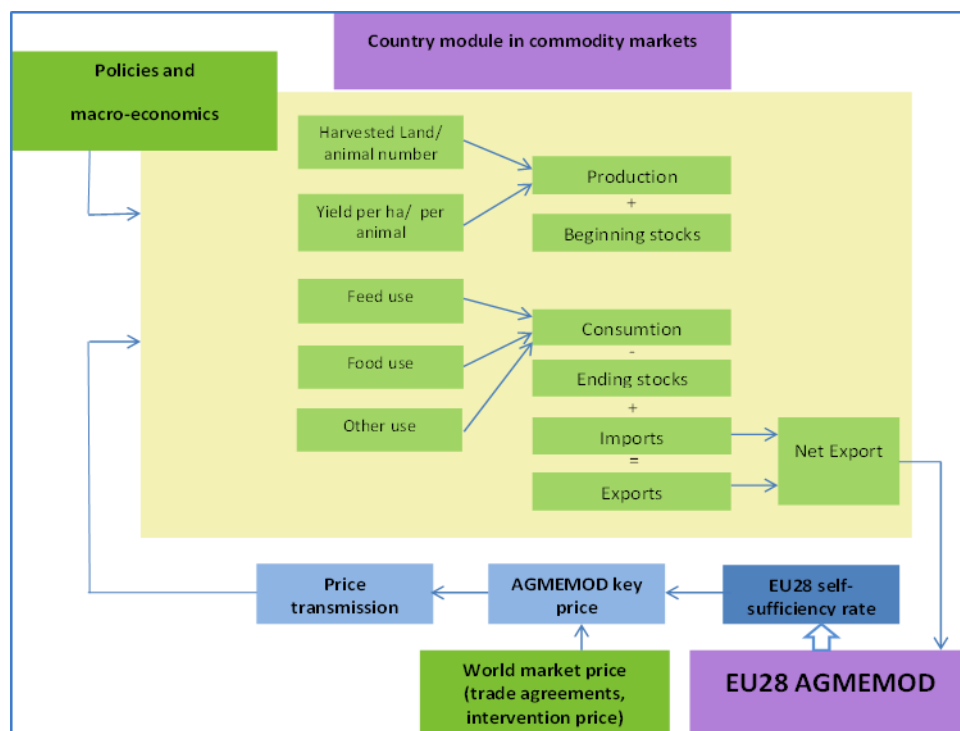 Country module in commodity markets
Policies and
macro-economics
Harvested Land/
animal number
Production
+
Yield per ha/ per
animal
Beginning stocks
Feed use
Consumtion
-
Food use
Ending stocks
+
Other use
Imports
=
Exports
Net Export
Price
transmission
AGMEMOD key
price
EU28 self-
sufficiency rate
World market price
(trade agreements,
intervention price)
EU28 AGMEMOD